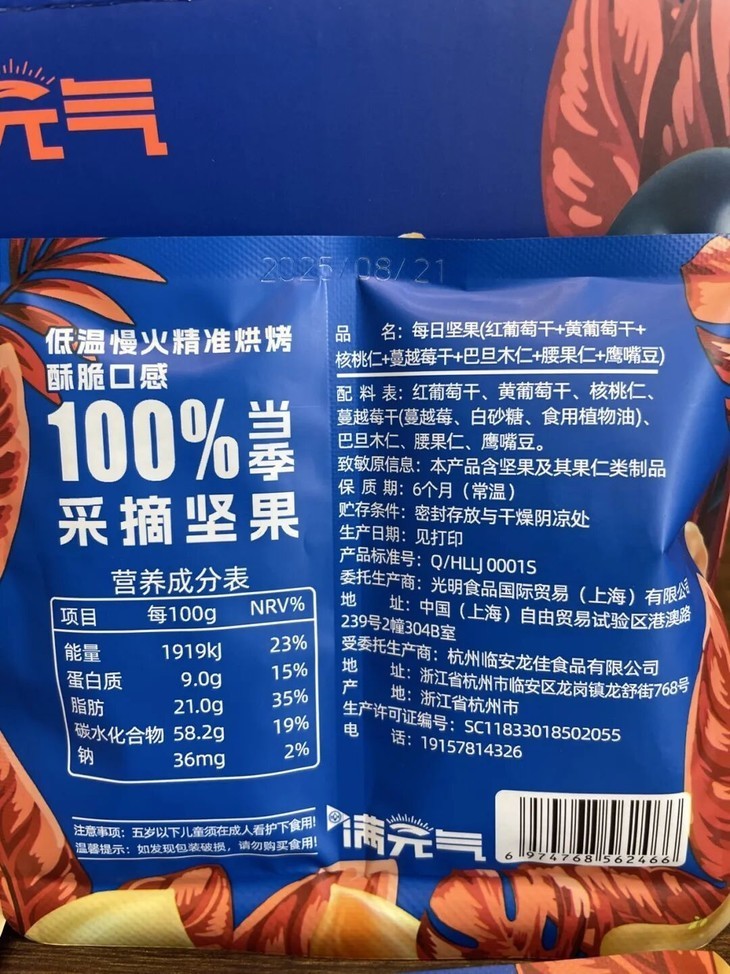 元气
2025/08/21
低温慢火精准烘烤
酥脆口感
100%当季
采摘坚果
营养成分表
项目 每100g NRV%
能量 1919kJ 23%
蛋白质 9.0g 15%
脂肪 21.0g 35%
碳水化合物 58.2g 19%
钠 36mg 2%
注意事项：五岁以下儿童须在成人看护下食用!
温馨提示：如发现包装破损，请勿购买食用!
品 名：每日坚果(红葡萄干+黄葡萄干+
核桃仁+蔓越莓干+巴旦木仁+腰果仁+鹰嘴豆)
配 料 表：红葡萄干、黄葡萄干、核桃仁、
蔓越莓干(蔓越莓、白砂糖、食用植物油)、
巴旦木仁、腰果仁、鹰嘴豆。
致敏原信息：本产品含坚果及其果仁类制品
保 质 期：6个月（常温）
贮存条件：密封存放与干燥阴凉处
生产日期：见打印
产品标准号：Q/HLLJ 0001S
委托生产商：光明食品国际贸易（上海）有限公司
地 址：中国（上海）自由贸易试验区港澳路
239号2幢304B室
受委托生产商：杭州临安龙佳食品有限公司
地 址：浙江省杭州市临安区龙岗镇龙舒街768号
产 地：浙江省杭州市
生产许可证编号：SC11833018502055
电 话：19157814326
满元气
6 974768 562466